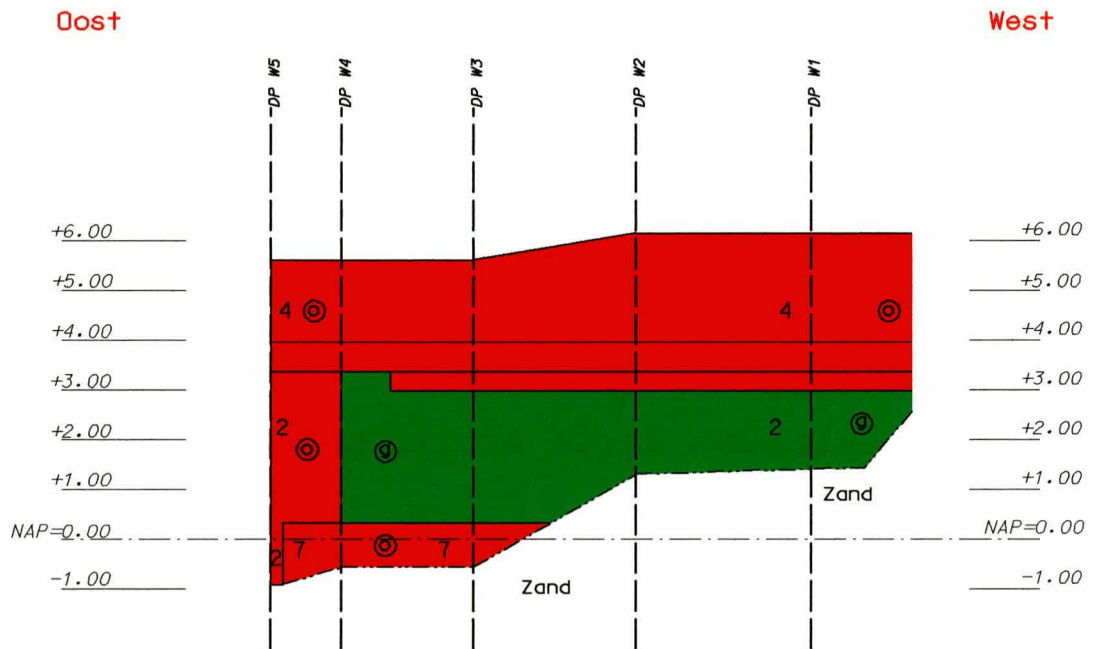 Oost West
DP W5 DP W4 DP W3 DP W2 DP W1
+6.00 +6.00
+5.00 +5.00
4 o 4 o
+4.00 +4.00
+3.00 +3.00
2 2 g
+2.00 +2.00
o g
+1.00 +1.00
Zand
NAP=0.00 NAP=0.00
2 7 o 7
-1.00 -1.00
Zand